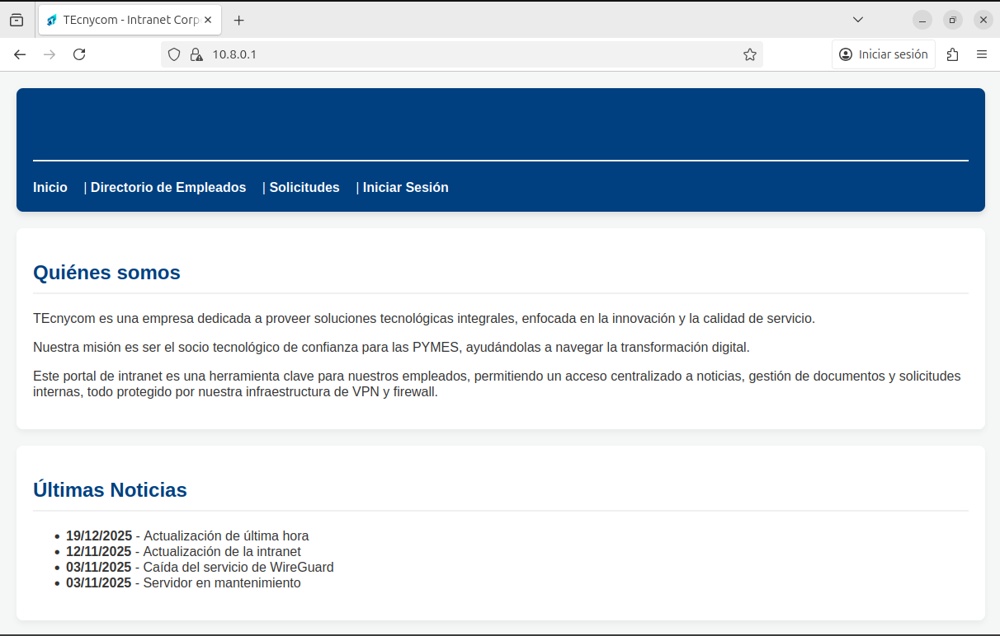 TEcnycom - Intranet Corp
10.8.0.1
Iniciar sesión
Inicio | Directorio de Empleados | Solicitudes | Iniciar Sesión
Quiénes somos
TEcnycom es una empresa dedicada a proveer soluciones tecnológicas integrales, enfocada en la innovación y la calidad de servicio.
Nuestra misión es ser el socio tecnológico de confianza para las PYMES, ayudándolas a navegar la transformación digital.
Este portal de intranet es una herramienta clave para nuestros empleados, permitiendo un acceso centralizado a noticias, gestión de documentos y solicitudes
internas, todo protegido por nuestra infraestructura de VPN y firewall.
Últimas Noticias
• 19/12/2025 - Actualización de última hora
• 12/11/2025 - Actualización de la intranet
• 03/11/2025 - Caída del servicio de WireGuard
• 03/11/2025 - Servidor en mantenimiento